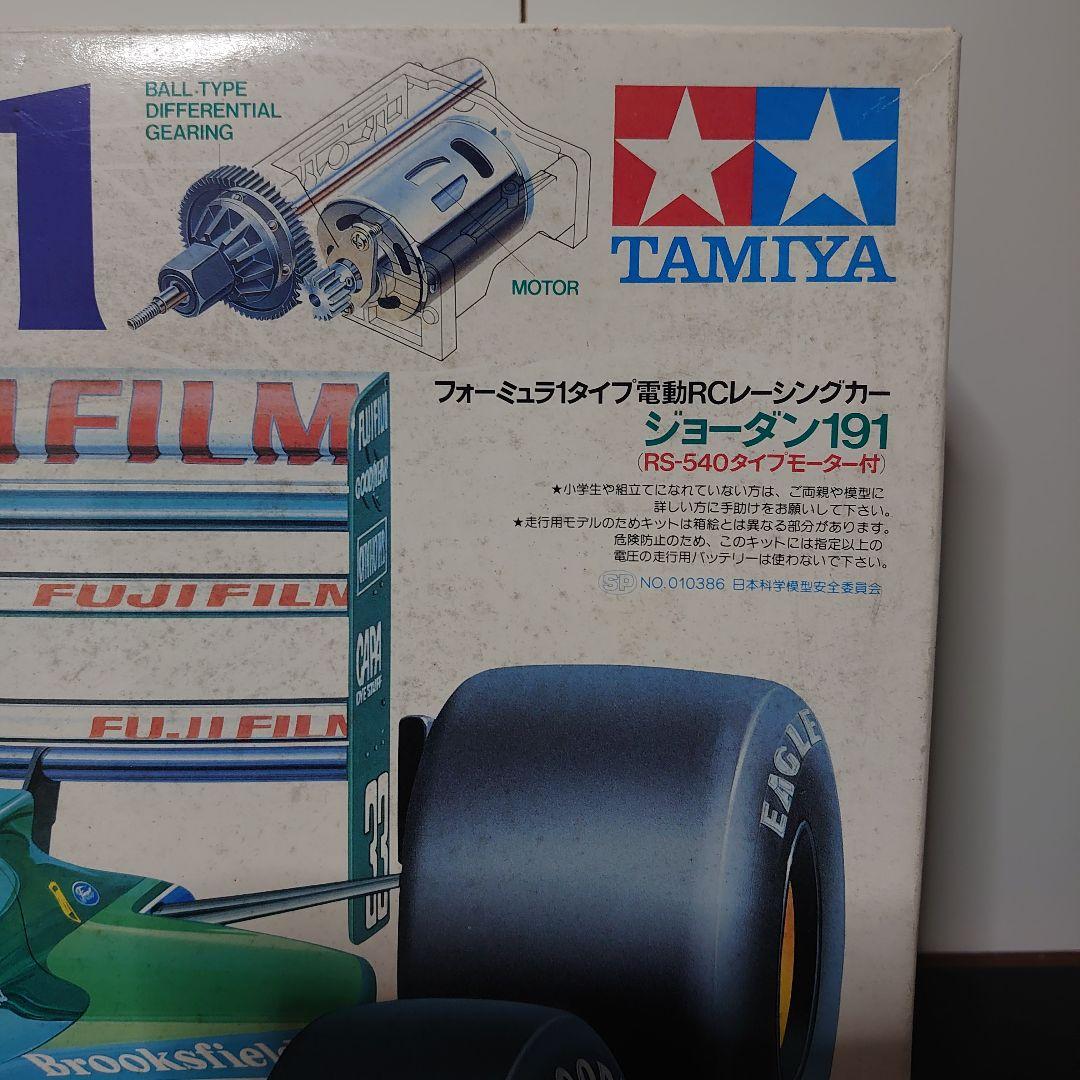 1
BALL-TYPE
DIFFERENTIAL
GEARING
MOTOR
TAMIYA
フォーミュラ1タイプ電動RCレーシングカー
ジョーダン191
(RS-540タイプモーター付)
★小学生や組立てになれていない方は、ご両親や模型に
詳しい方に手助けをお願いして下さい。
★走行用モデルのためキットは箱絵とは異なる部分があります。
危険防止のため、このキットには指定以上の
電圧の走行用バッテリーは使わないで下さい。
SP NO.010386 日本科学模型安全委員会
FILM
FUJIFILM
GOODYEAR
FUJIFILM
CAPA
EYE STUFF
FUJIFILM
33
EAGLE
Brooksfield